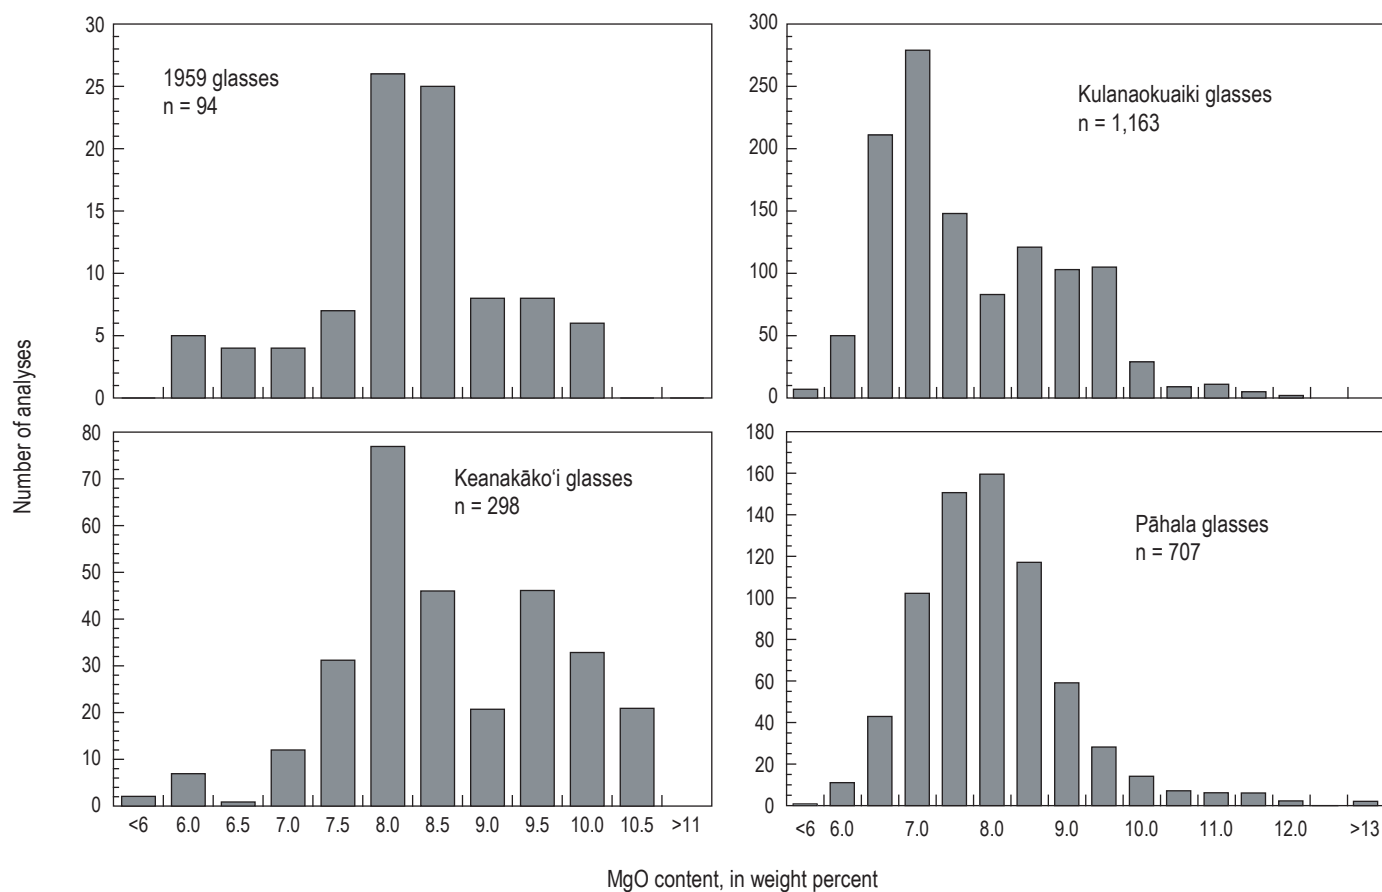 Number of analyses
30
25
20
15
10
5
0
1959 glasses
n = 94
300
250
200
150
100
50
0
Kulanaokuaiki glasses
n = 1,163
80
70
60
50
40
30
20
10
0
Keanakākoʻi glasses
n = 298
<6 6.0 6.5 7.0 7.5 8.0 8.5 9.0 9.5 10.0 10.5 >11
180
160
140
120
100
80
60
40
20
0
Pāhala glasses
n = 707
<6 6.0 7.0 8.0 9.0 10.0 11.0 12.0 >13
MgO content, in weight percent